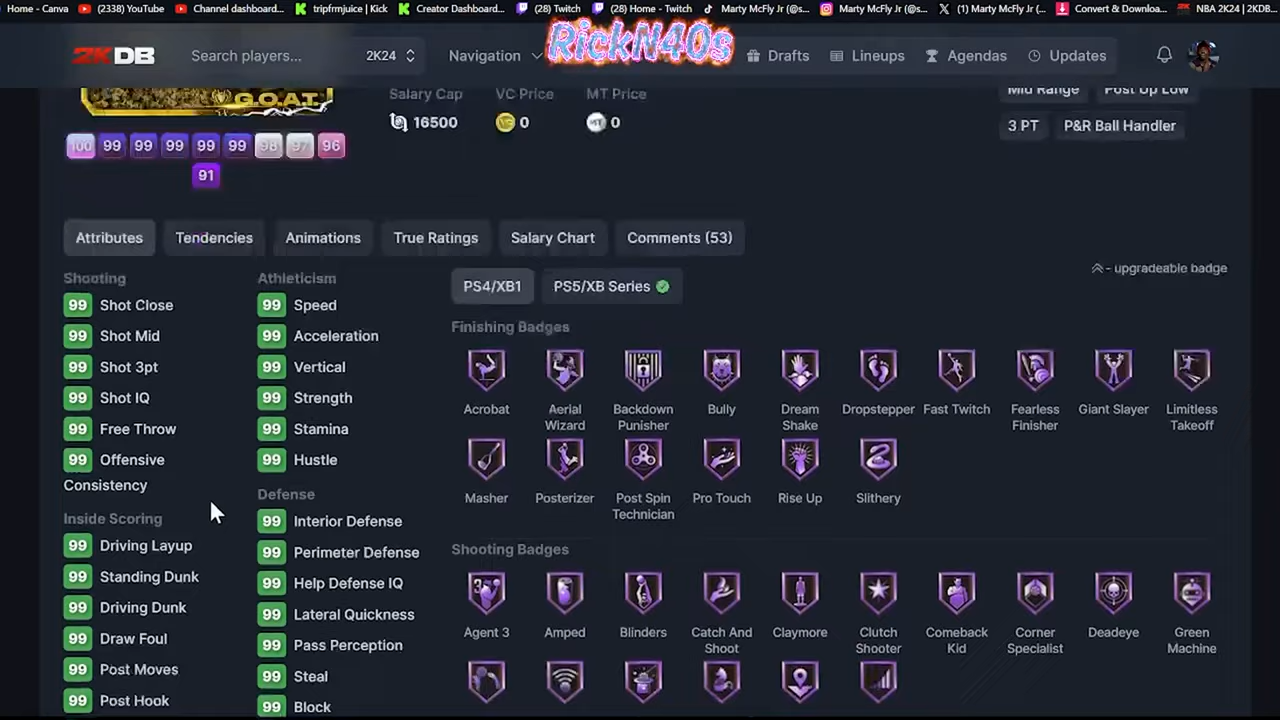 Home - Canva (2338) YouTube Channel dashboard... tripfrmjuice | Kick Creator Dashboard... (28) Twitch (28) Home - Twitch Marty McFly Jr (@s... Marty McFly Jr (@s... (1) Marty McFly Jr (... Convert & Downloa... NBA 2K24 | 2KDB...
RickN40s
2KDB Search players... 2K24 Navigation Drafts Lineups Agendas Updates
G.O.A.T. Salary Cap VC Price MT Price Mid Range Post Up Low
16500 0 0 3 PT P&R Ball Handler
100 99 99 99 99 99 98 97 96
91
Attributes Tendencies Animations True Ratings Salary Chart Comments (53)
- upgradeable badge
Shooting
99 Shot Close
99 Shot Mid
99 Shot 3pt
99 Shot IQ
99 Free Throw
99 Offensive
Consistency
Inside Scoring
99 Driving Layup
99 Standing Dunk
99 Driving Dunk
99 Draw Foul
99 Post Moves
99 Post Hook
Athleticism
99 Speed
99 Acceleration
99 Vertical
99 Strength
99 Stamina
99 Hustle
Defense
99 Interior Defense
99 Perimeter Defense
99 Help Defense IQ
99 Lateral Quickness
99 Pass Perception
99 Steal
99 Block
PS4/XB1 PS5/XB Series
Finishing Badges
Acrobat
Aerial
Wizard
Backdown
Punisher
Bully
Dream
Shake
Dropstepper
Fast Twitch
Fearless
Finisher
Giant Slayer
Limitless
Takeoff
Masher
Posterizer
Post Spin
Technician
Pro Touch
Rise Up
Slithery
Shooting Badges
Agent 3
Amped
Blinders
Catch And
Shoot
Claymore
Clutch
Shooter
Comeback
Kid
Corner
Specialist
Deadeye
Green
Machine